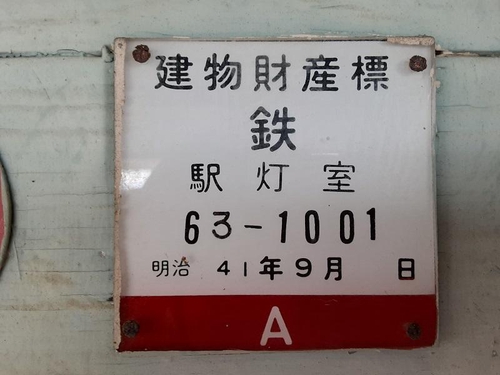 建物財産標
鉄
駅灯室
63-1001
明治 41年9月 日
A